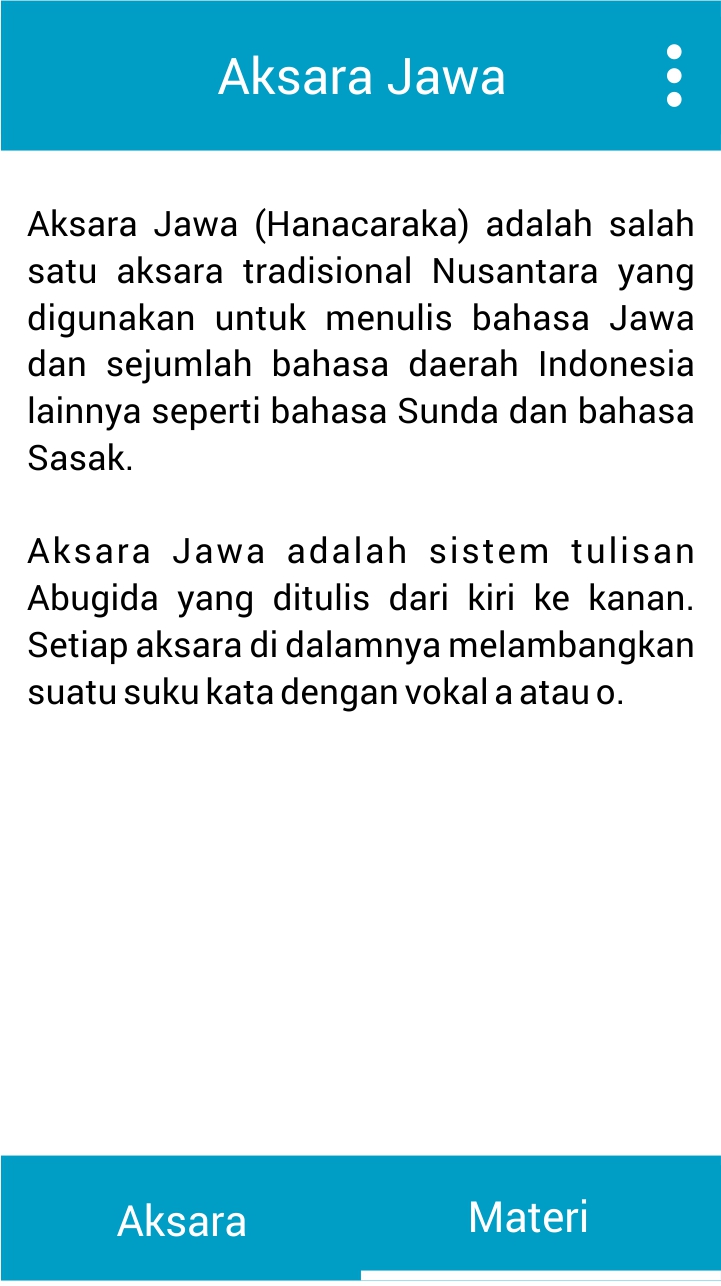 Aksara Jawa
Aksara Jawa (Hanacaraka) adalah salah
satu aksara tradisional Nusantara yang
digunakan untuk menulis bahasa Jawa
dan sejumlah bahasa daerah Indonesia
lainnya seperti bahasa Sunda dan bahasa
Sasak.
Aksara Jawa adalah sistem tulisan
Abugida yang ditulis dari kiri ke kanan.
Setiap aksara di dalamnya melambangkan
suatu suku kata dengan vokal a atau o.
Aksara
Materi